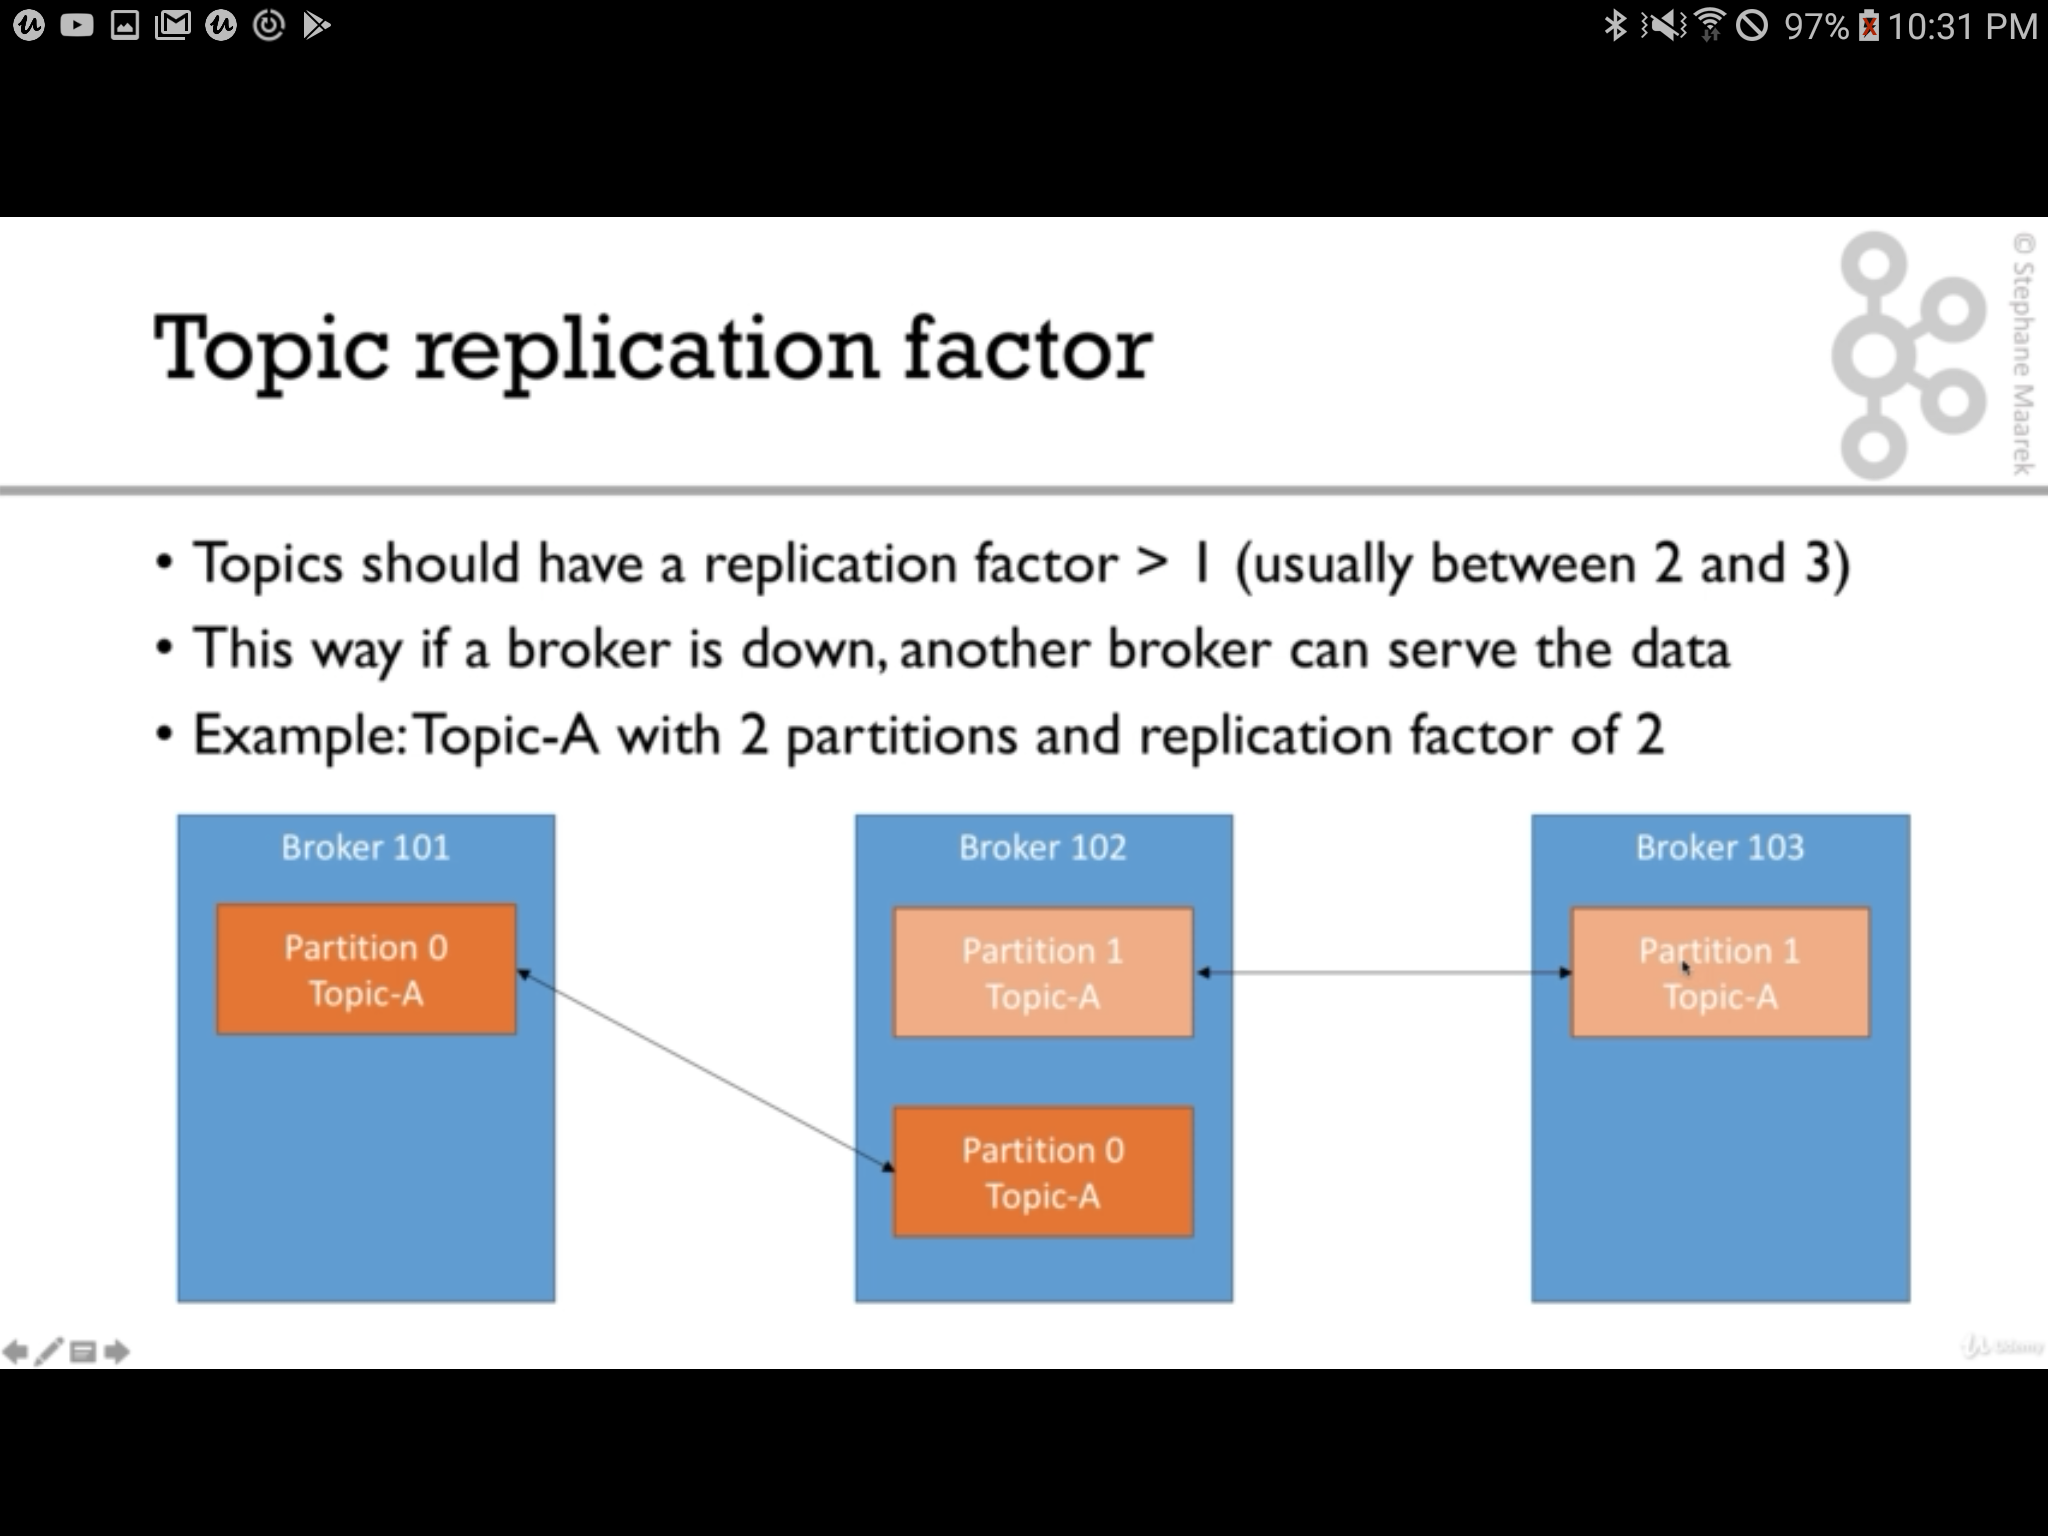 97% 10:31 PM
© Stephane Maarek
Topic replication factor
• Topics should have a replication factor > 1 (usually between 2 and 3)
• This way if a broker is down, another broker can serve the data
• Example: Topic-A with 2 partitions and replication factor of 2
Broker 101
Partition 0
Topic-A
Broker 102
Partition 1
Topic-A
Partition 0
Topic-A
Broker 103
Partition 1
Topic-A
Udemy